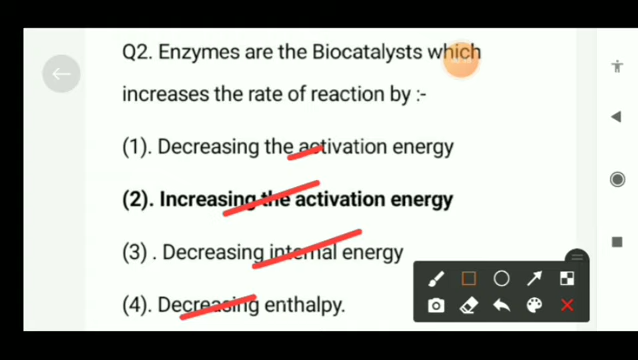 Q2. Enzymes are the Biocatalysts which
increases the rate of reaction by :-
(1). Decreasing the activation energy
(2). Increasing the activation energy
(3) . Decreasing internal energy
(4). Decreasing enthalpy.